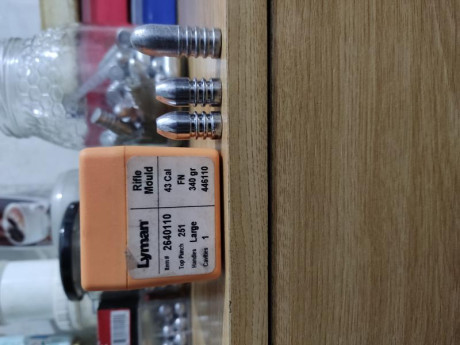 Lyman
Rifle
Mould
Item # 2640110
43 Cal
Top Punch 251
FN
Handles Large
340 gr
Cavities 1
446110